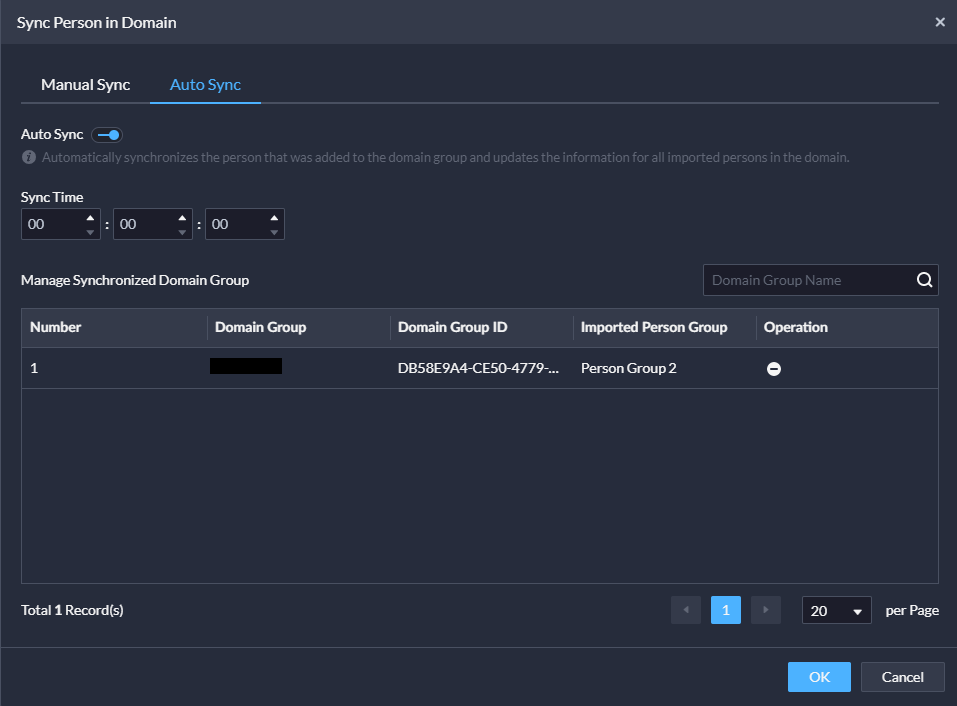 Sync Person in Domain
Manual Sync Auto Sync
Auto Sync
Automatically synchronizes the person that was added to the domain group and updates the information for all imported persons in the domain.
Sync Time
00 : 00 : 00
Manage Synchronized Domain Group Domain Group Name
Number Domain Group Domain Group ID Imported Person Group Operation
1 DB58E9A4-CE50-4779-... Person Group 2
Total 1 Record(s) 1 20 per Page
OK Cancel